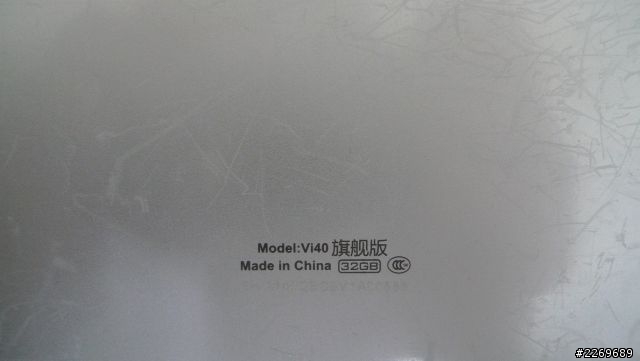 Model:Vi40 旗舰版
Made in China 32GB CCC
#2269689